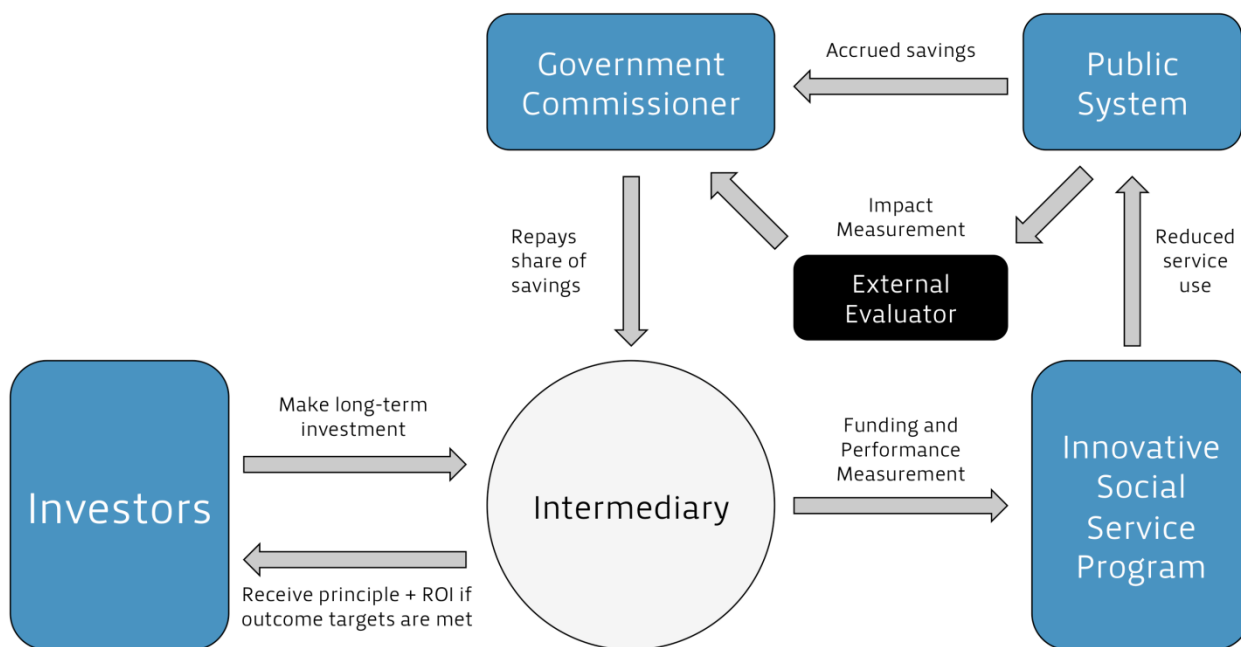 Government
Commissioner
Accrued savings
Public
System
Repays
share of
savings
Impact
Measurement
External
Evaluator
Reduced
service
use
Investors
Make long-term
investment
Receive principle + ROI if
outcome targets are met
Intermediary
Funding and
Performance
Measurement
Innovative
Social
Service
Program